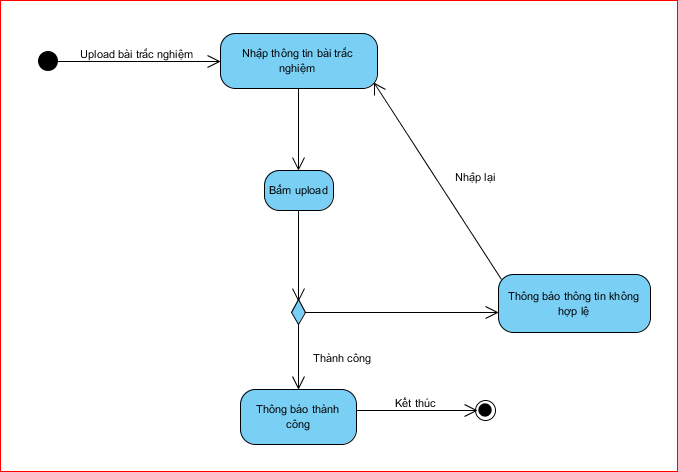 Upload bài trắc nghiệm
Nhập thông tin bài trắc
nghiệm
Nhập lại
Bấm upload
Thông báo thông tin không
hợp lệ
Thành công
Thông báo thành
công
Kết thúc